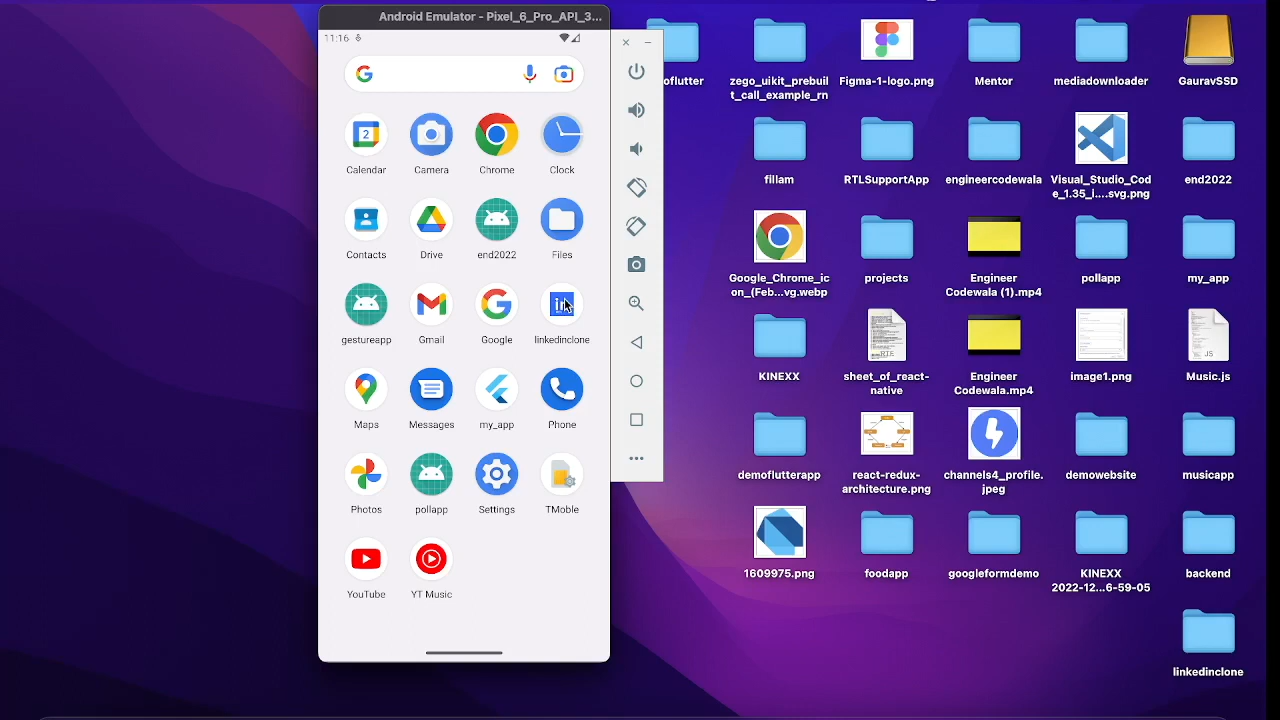 Android Emulator - Pixel_6_Pro_API_3...
11:16
Calendar
Camera
Chrome
Clock
Contacts
Drive
end2022
Files
gestureapp
Gmail
Google
linkedinclone
Maps
Messages
my_app
Phone
Photos
pollapp
Settings
TMoble
YouTube
YT Music
oflutter
zego_uikit_prebuil
t_call_example_rn
Figma-1-logo.png
Mentor
mediadownloader
GauravSSD
fillam
RTLSupportApp
engineercodewala
Visual_Studio_Cod
e_1.35_i....svg.png
end2022
Google_Chrome_ic
on_(Feb...vg.webp
projects
Engineer
Codewala (1).mp4
pollapp
my_app
KINEXX
RTE
sheet_of_react-
native
Engineer
Codewala.mp4
image1.png
JS
Music.js
demoflutterapp
react-redux-
architecture.png
channels4_profile.
jpeg
demowebsite
musicapp
1609975.png
foodapp
googleformdemo
KINEXX
2022-12...6-59-05
backend
linkedinclone